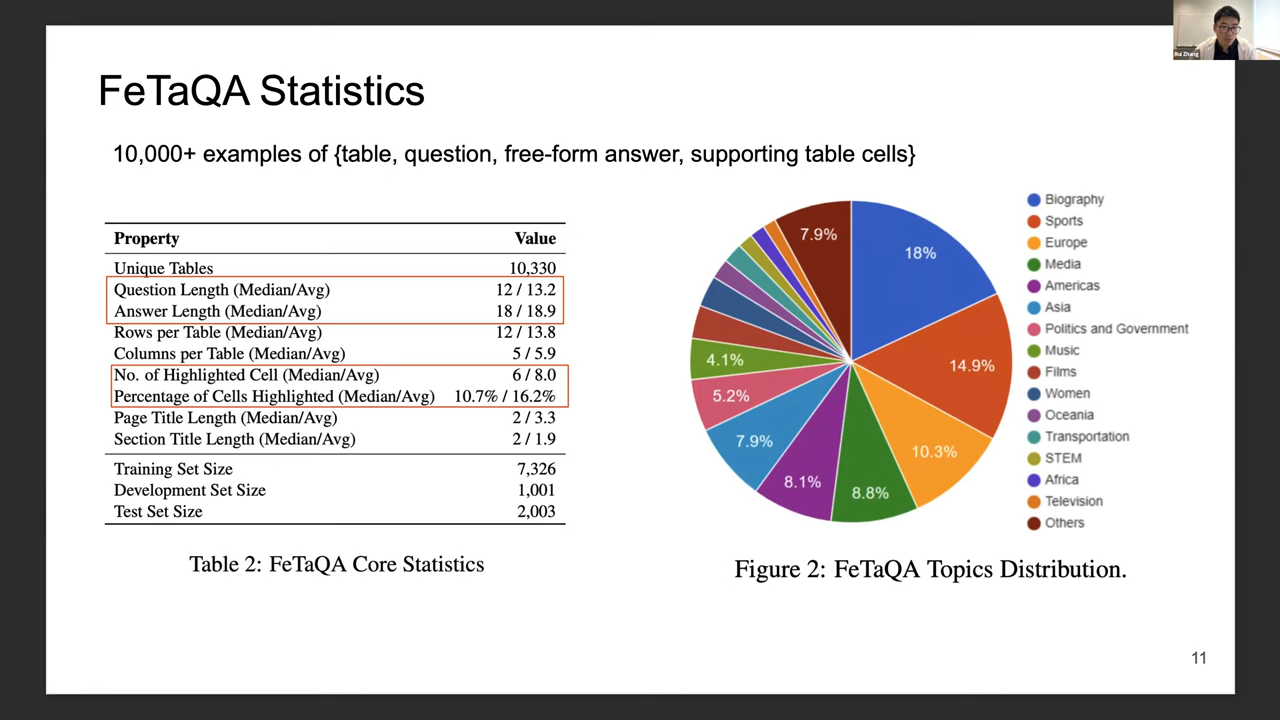 Rui Zhang
FeTaQA Statistics
10,000+ examples of {table, question, free-form answer, supporting table cells}
Property Value
Unique Tables 10,330
Question Length (Median/Avg) 12 / 13.2
Answer Length (Median/Avg) 18 / 18.9
Rows per Table (Median/Avg) 12 / 13.8
Columns per Table (Median/Avg) 5 / 5.9
No. of Highlighted Cell (Median/Avg) 6 / 8.0
Percentage of Cells Highlighted (Median/Avg) 10.7% / 16.2%
Page Title Length (Median/Avg) 2 / 3.3
Section Title Length (Median/Avg) 2 / 1.9
Training Set Size 7,326
Development Set Size 1,001
Test Set Size 2,003
Table 2: FeTaQA Core Statistics
18%
14.9%
10.3%
8.8%
8.1%
7.9%
5.2%
4.1%
7.9%
Biography
Sports
Europe
Media
Americas
Asia
Politics and Government
Music
Films
Women
Oceania
Transportation
STEM
Africa
Television
Others
Figure 2: FeTaQA Topics Distribution.
11